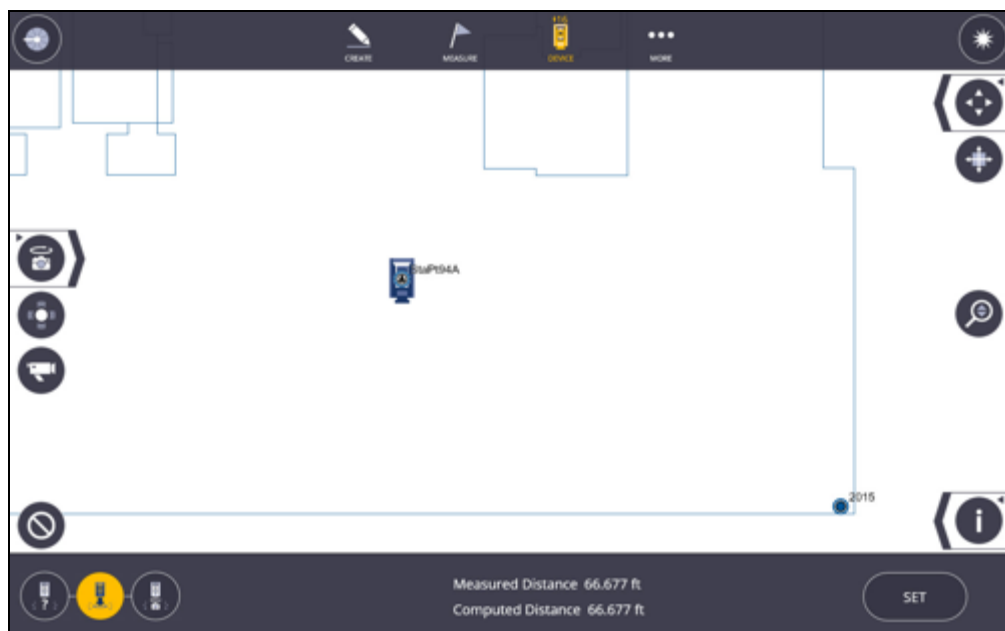 CREATE
MEASURE
DEVICE
MORE
StaPt94A
2015
Measured Distance 66.677 ft
Computed Distance 66.677 ft
SET